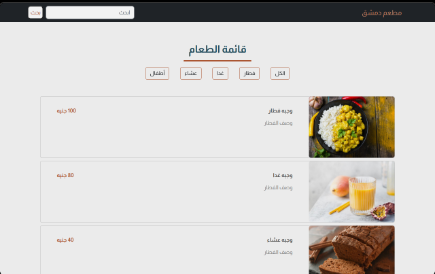 مطعم دمشق
ابحث
بحث
قائمة الطعام
الكل
فطار
غدا
عشاء
أطفال
وجبه فطار
100 جنيه
وصف الفطار
وجبه غدا
80 جنيه
وصف الفطار
وجبه عشاء
40 جنيه
وصف الفطار